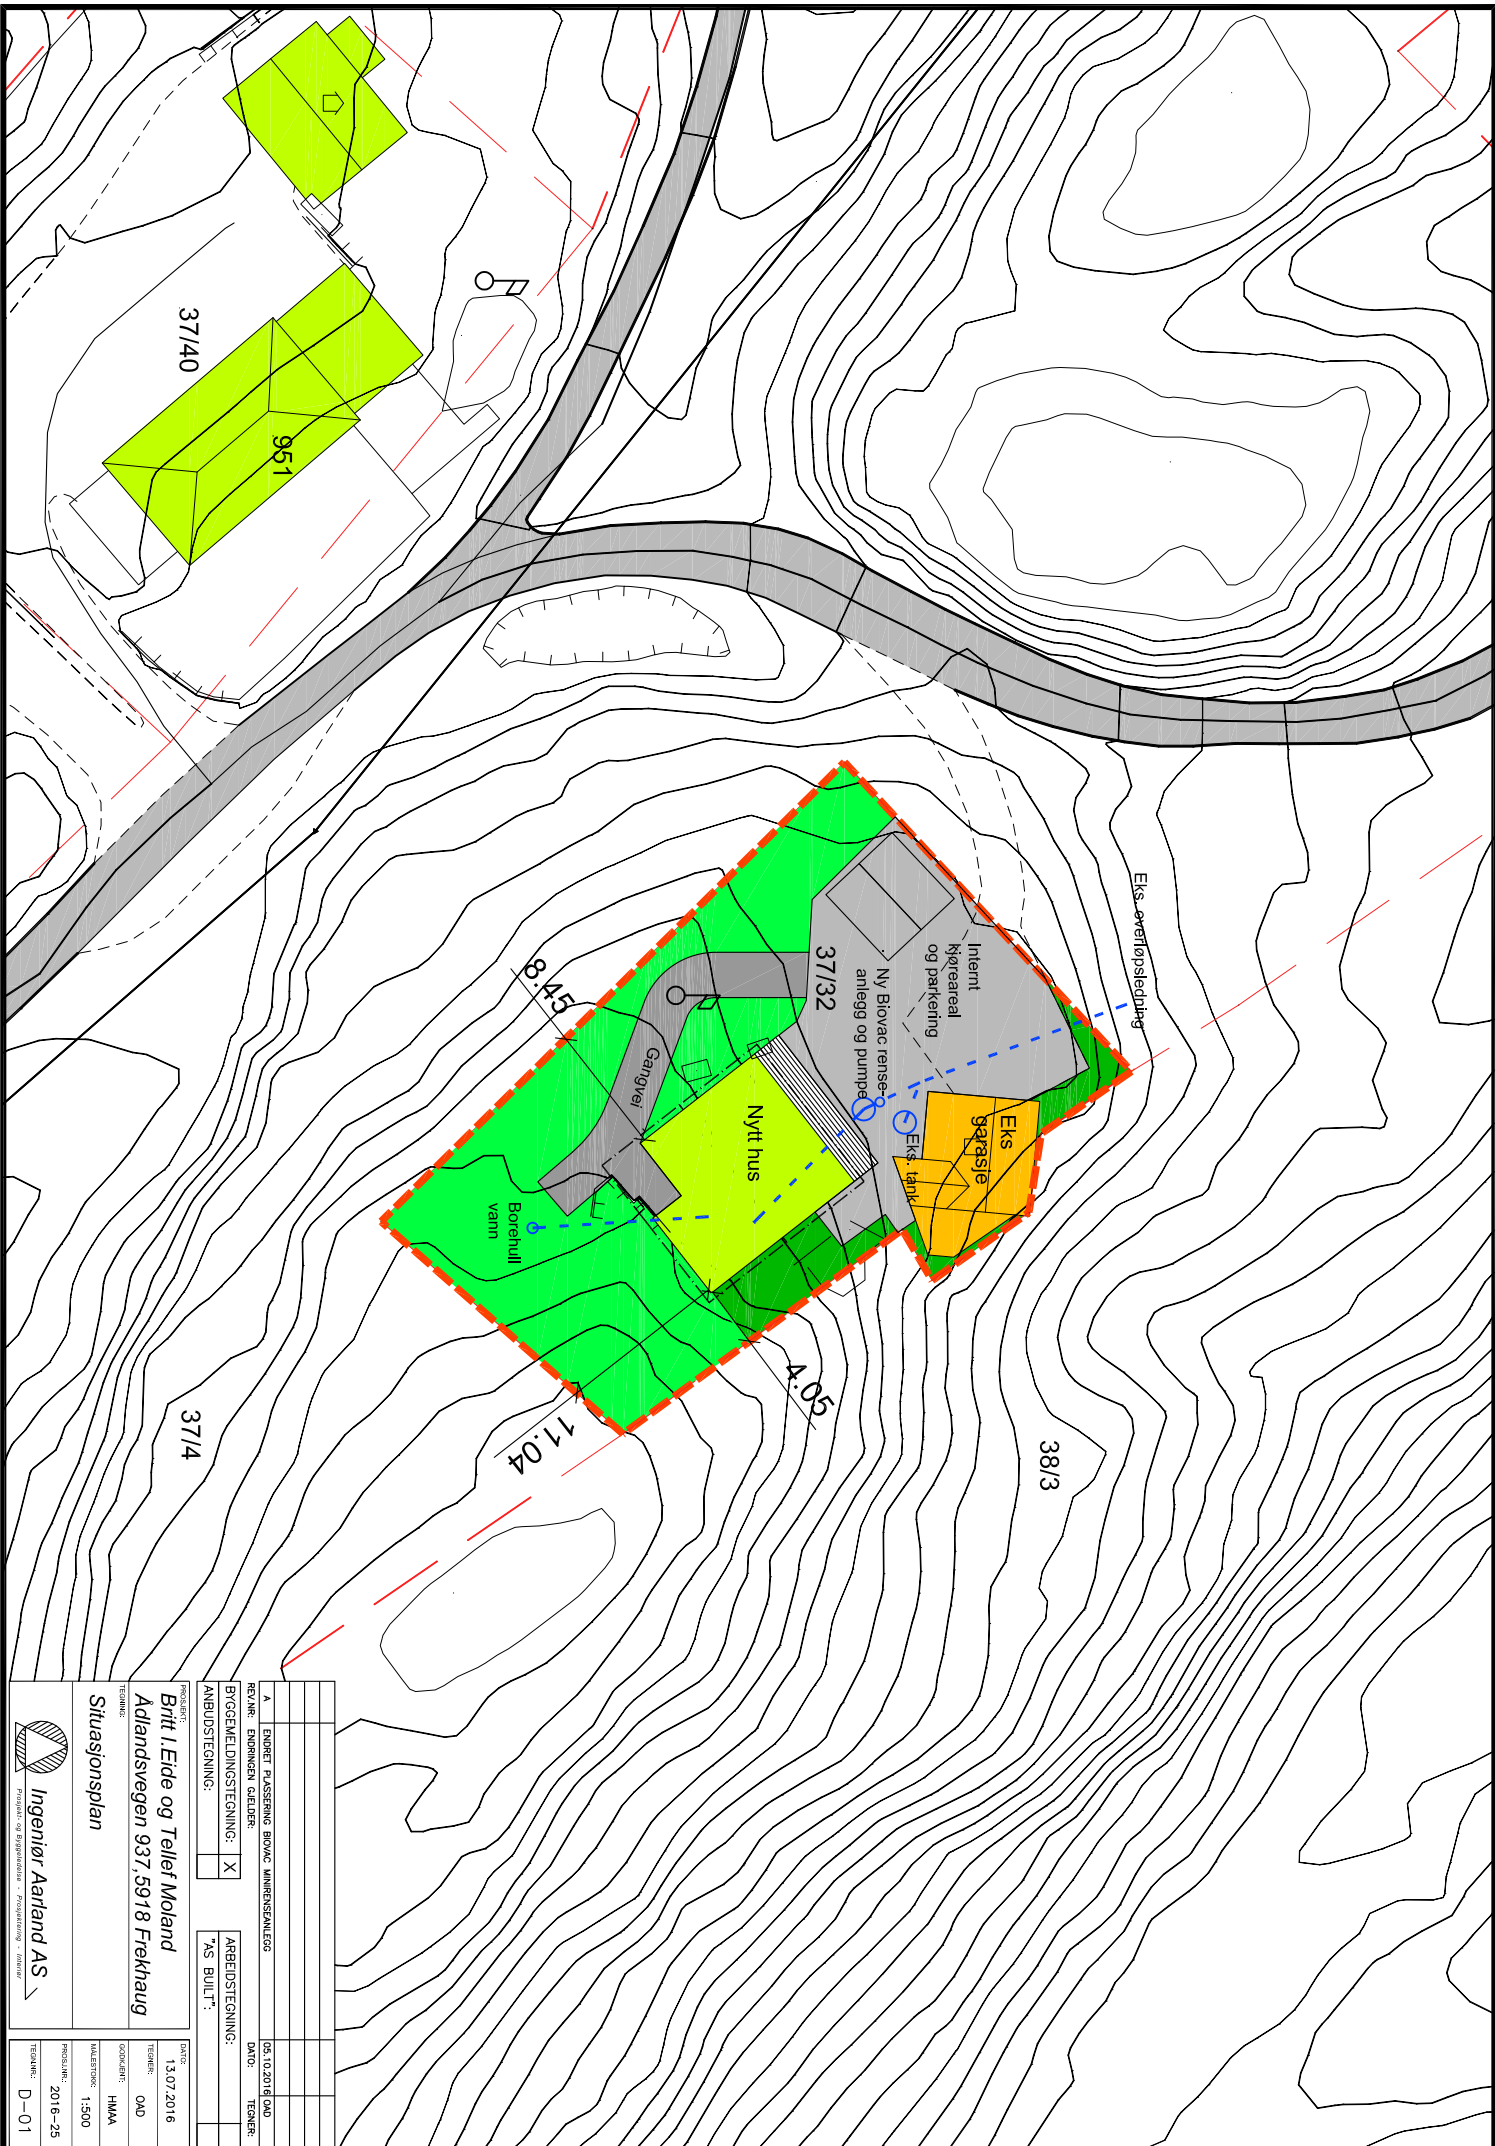 37/40
951
Eks. overløpsledning
Internt
kjøreareal
og parkering
Ny Biovac rense-
anlegg og pumpe
37/32
8.45
Gangvei
Nytt hus
Eks
garasje
Eks. tank
Borehull
vann
4.05
11.04
37/4
38/3
A ENDRET PLASSERING BIOVAC MINIRENSEANLEGG 05.10.2016 OAD
REV.NR: ENDRINGEN GJELDER: DATO: TEGNER:
BYGGEMELDINGSTEGNING: X ARBEIDSTEGNING:
ANBUDSTEGNING: "AS BUILT":
PROSJEKT:
Britt I.Eide og Tellef Moland
Ådlandsvegen 937,5918 Frekhaug
TEGNING:
Situasjonsplan
Ingeniør Aarland AS
Prosjekt- og Byggeledelse - Prosjektering - Interiør
DATO: 13.07.2016
TEGNER: OAD
GODKJENT: HMAA
MÅLESTOKK: 1:500
PROSJ.NR.: 2016-25
TEGN.NR.: D-01